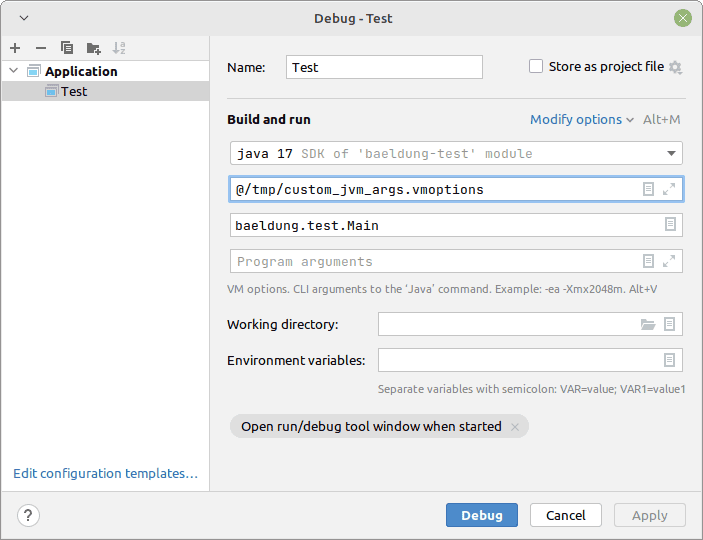 Debug - Test
Application
Test
Edit configuration templates...
Name:
Test
Store as project file
Build and run
Modify options
Alt+M
java 17 SDK of 'baeldung-test' module
@/tmp/custom_jvm_args.vmoptions
baeldung.test.Main
Program arguments
VM options. CLI arguments to the ‘Java’ command. Example: -ea -Xmx2048m. Alt+V
Working directory:
Environment variables:
Separate variables with semicolon: VAR=value; VAR1=value1
Open run/debug tool window when started
?
Debug
Cancel
Apply